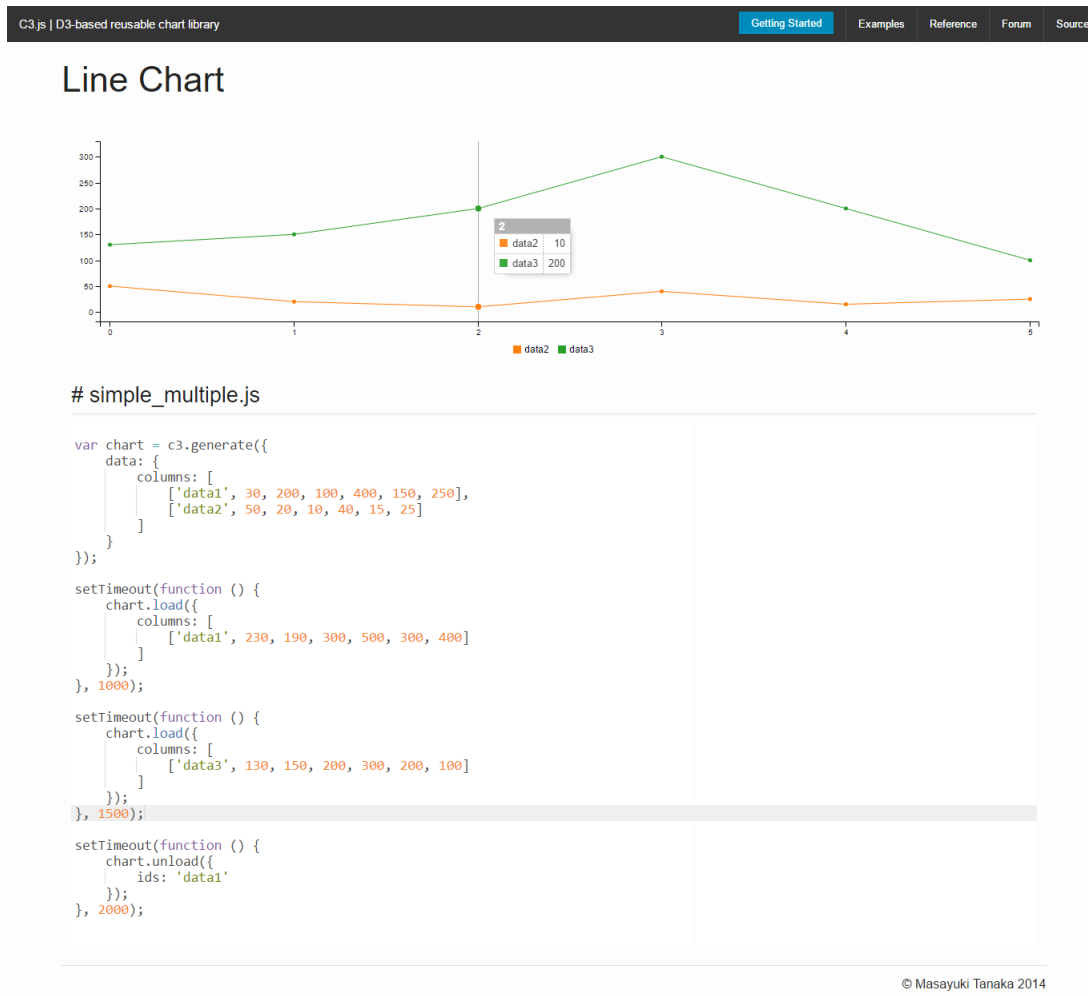 C3.js | D3-based reusable chart library Getting Started Examples Reference Forum Source
Line Chart
300
250
200
150
100
50
0
2
data2 10
data3 200
0 1 2 3 4 5
data2 data3
# simple_multiple.js
var chart = c3.generate({
    data: {
        columns: [
            ['data1', 30, 200, 100, 400, 150, 250],
            ['data2', 50, 20, 10, 40, 15, 25]
        ]
    }
});

setTimeout(function () {
    chart.load({
        columns: [
            ['data1', 230, 190, 300, 500, 300, 400]
        ]
    });
}, 1000);

setTimeout(function () {
    chart.load({
        columns: [
            ['data3', 130, 150, 200, 300, 200, 100]
        ]
    });
}, 1500);

setTimeout(function () {
    chart.unload({
        ids: 'data1'
    });
}, 2000);
© Masayuki Tanaka 2014